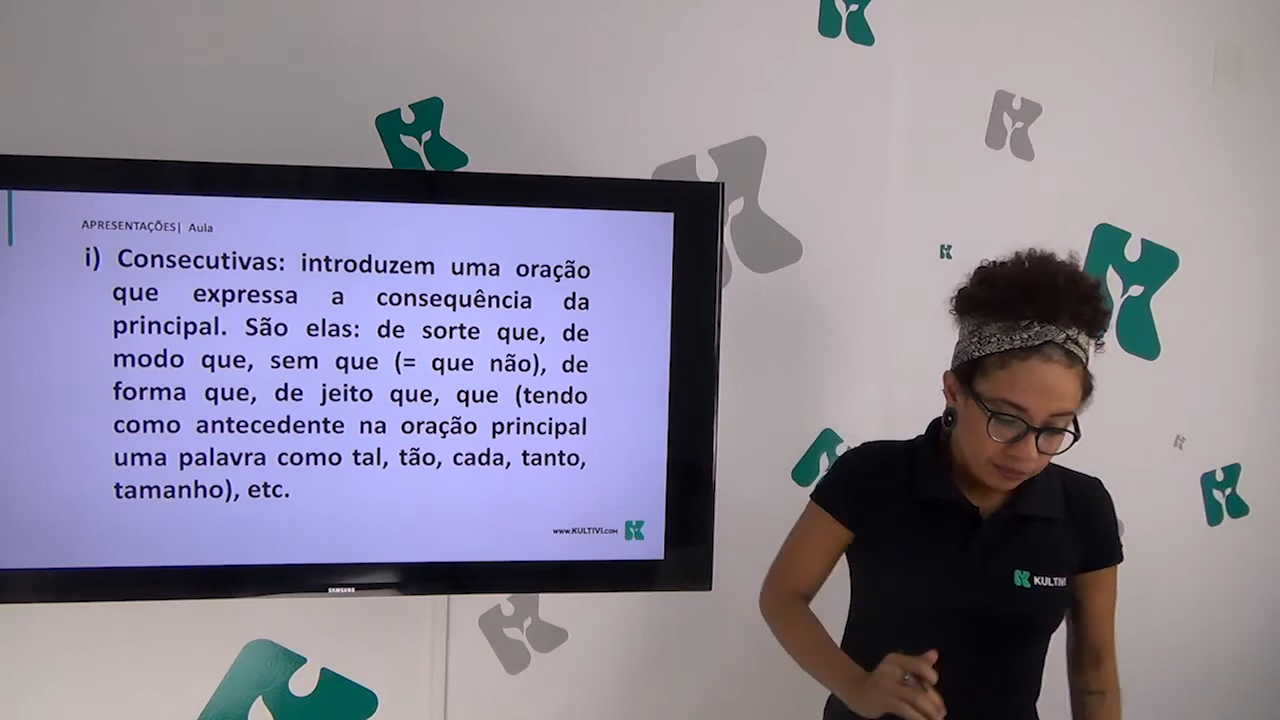 APRESENTAÇÕES| Aula
i) Consecutivas: introduzem uma oração
que expressa a consequência da
principal. São elas: de sorte que, de
modo que, sem que (= que não), de
forma que, de jeito que, que (tendo
como antecedente na oração principal
uma palavra como tal, tão, cada, tanto,
tamanho), etc.
www.KULTIVI.COM
SAMSUNG
KULTIVI